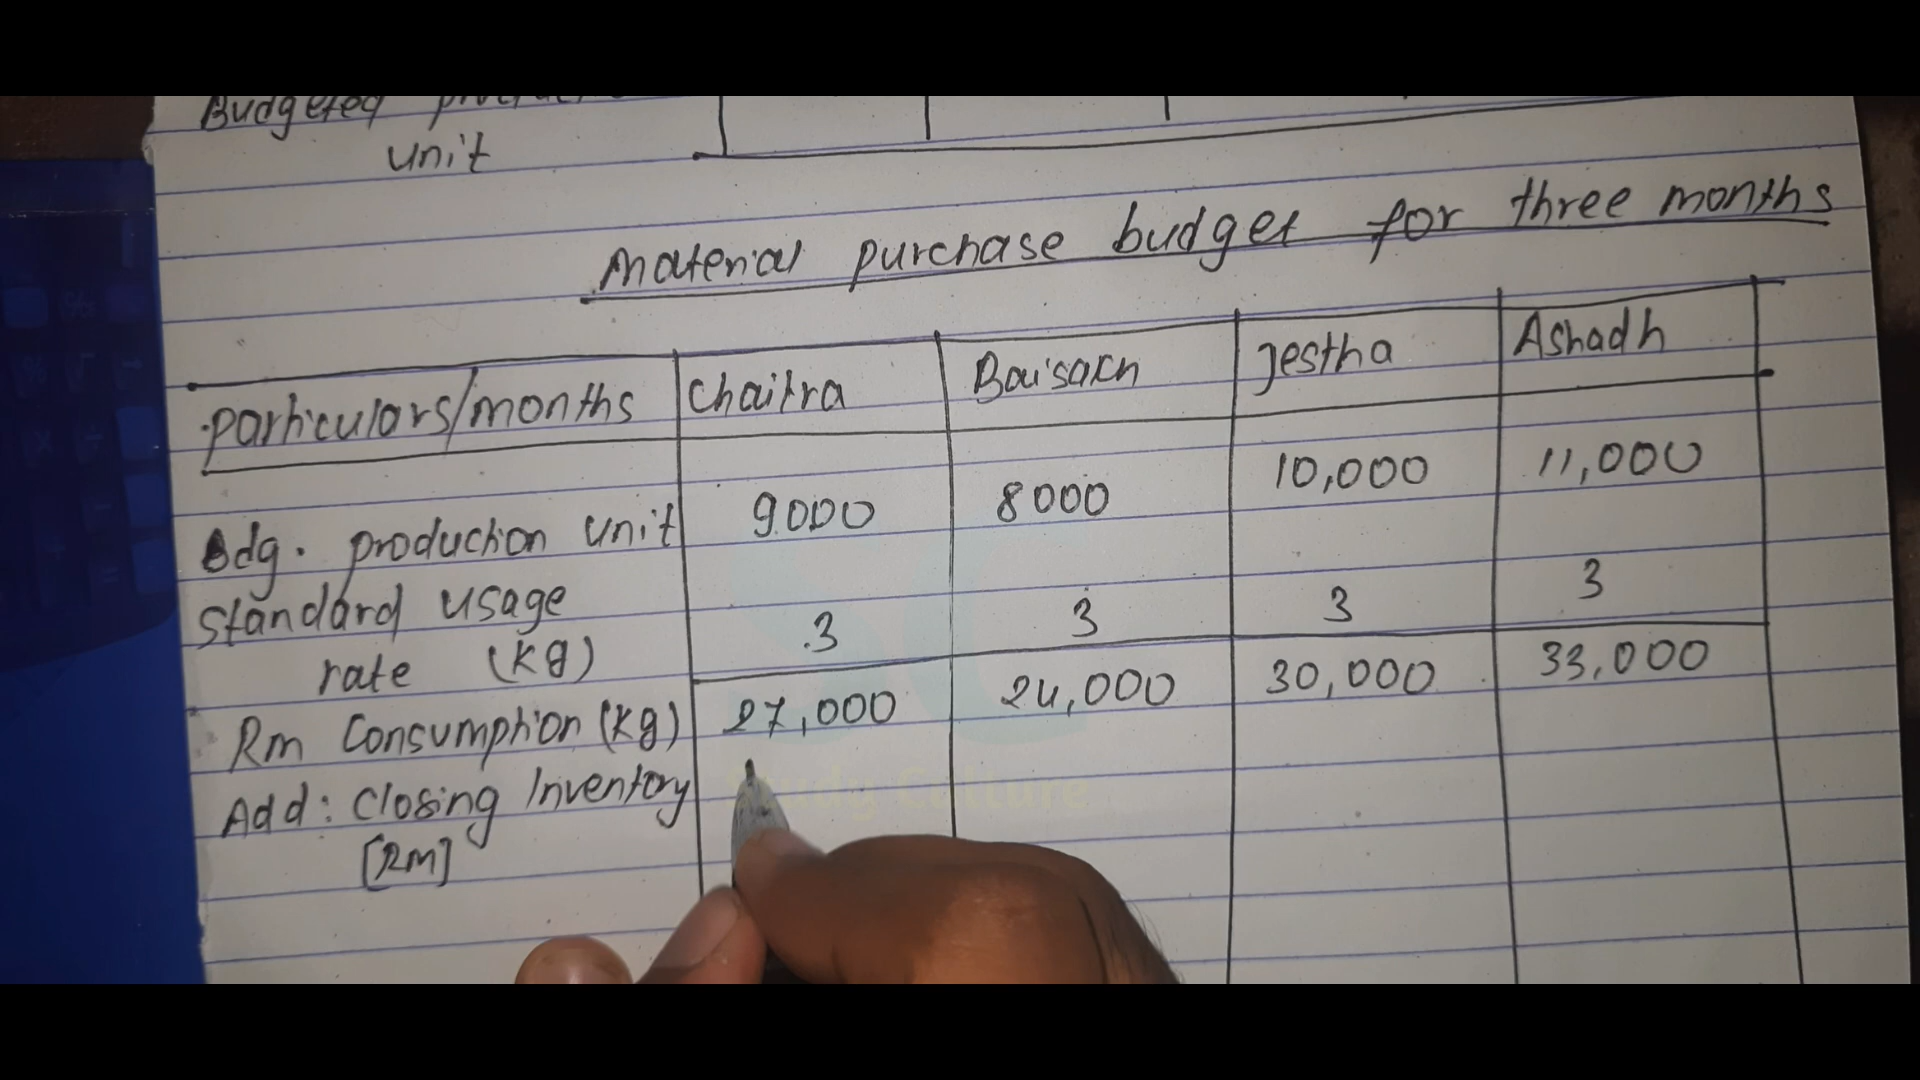 Budgeted
unit
Material purchase budget for three months
particulars/months Chaitra Baisakh Jestha Ashadh
Bdg. production unit 9000 8000 10,000 11,000
standard usage
rate (kg) 3 3 3 3
Rm Consumption (kg) 27,000 24,000 30,000 33,000
Add: Closing Inventory
[RM]
Study Culture